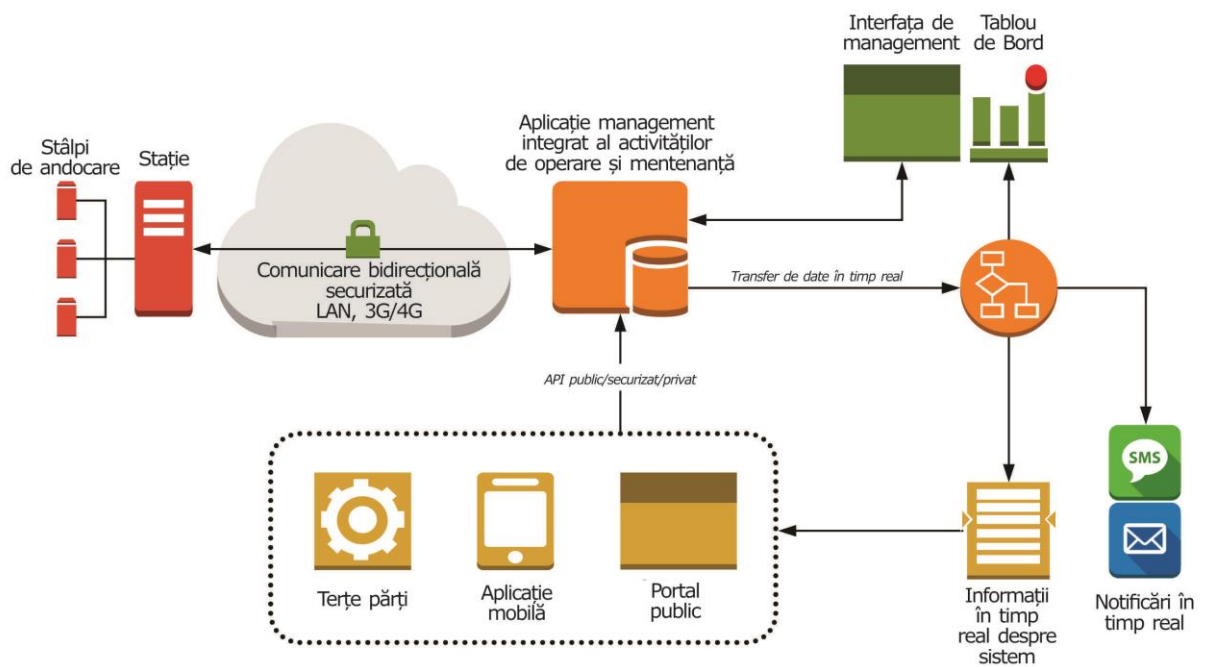 Interfața de
management
Tablou
de Bord
Aplicație management
integrat al activităților
de operare și mentenanță
Stâlpi
de andocare
Stație
Comunicare bidirecțională
securizată
LAN, 3G/4G
Transfer de date în timp real
API public/securizat/privat
SMS
Terțe părți
Aplicație
mobilă
Portal
public
Informații
în timp
real despre
sistem
Notificări în
timp real